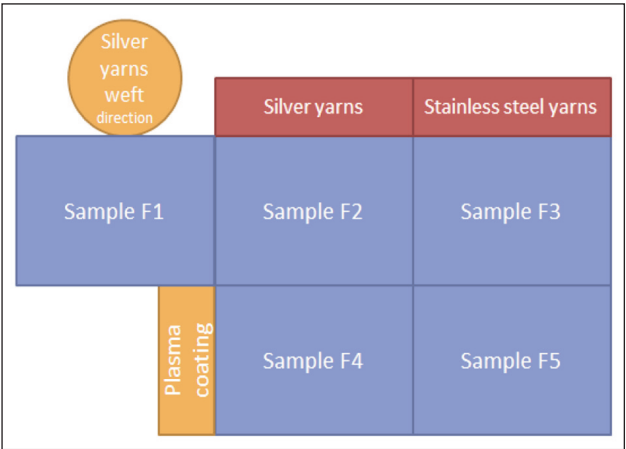 Silver
yarns
weft
direction
Silver yarns
Stainless steel yarns
Sample F1
Sample F2
Sample F3
Plasma
coating
Sample F4
Sample F5